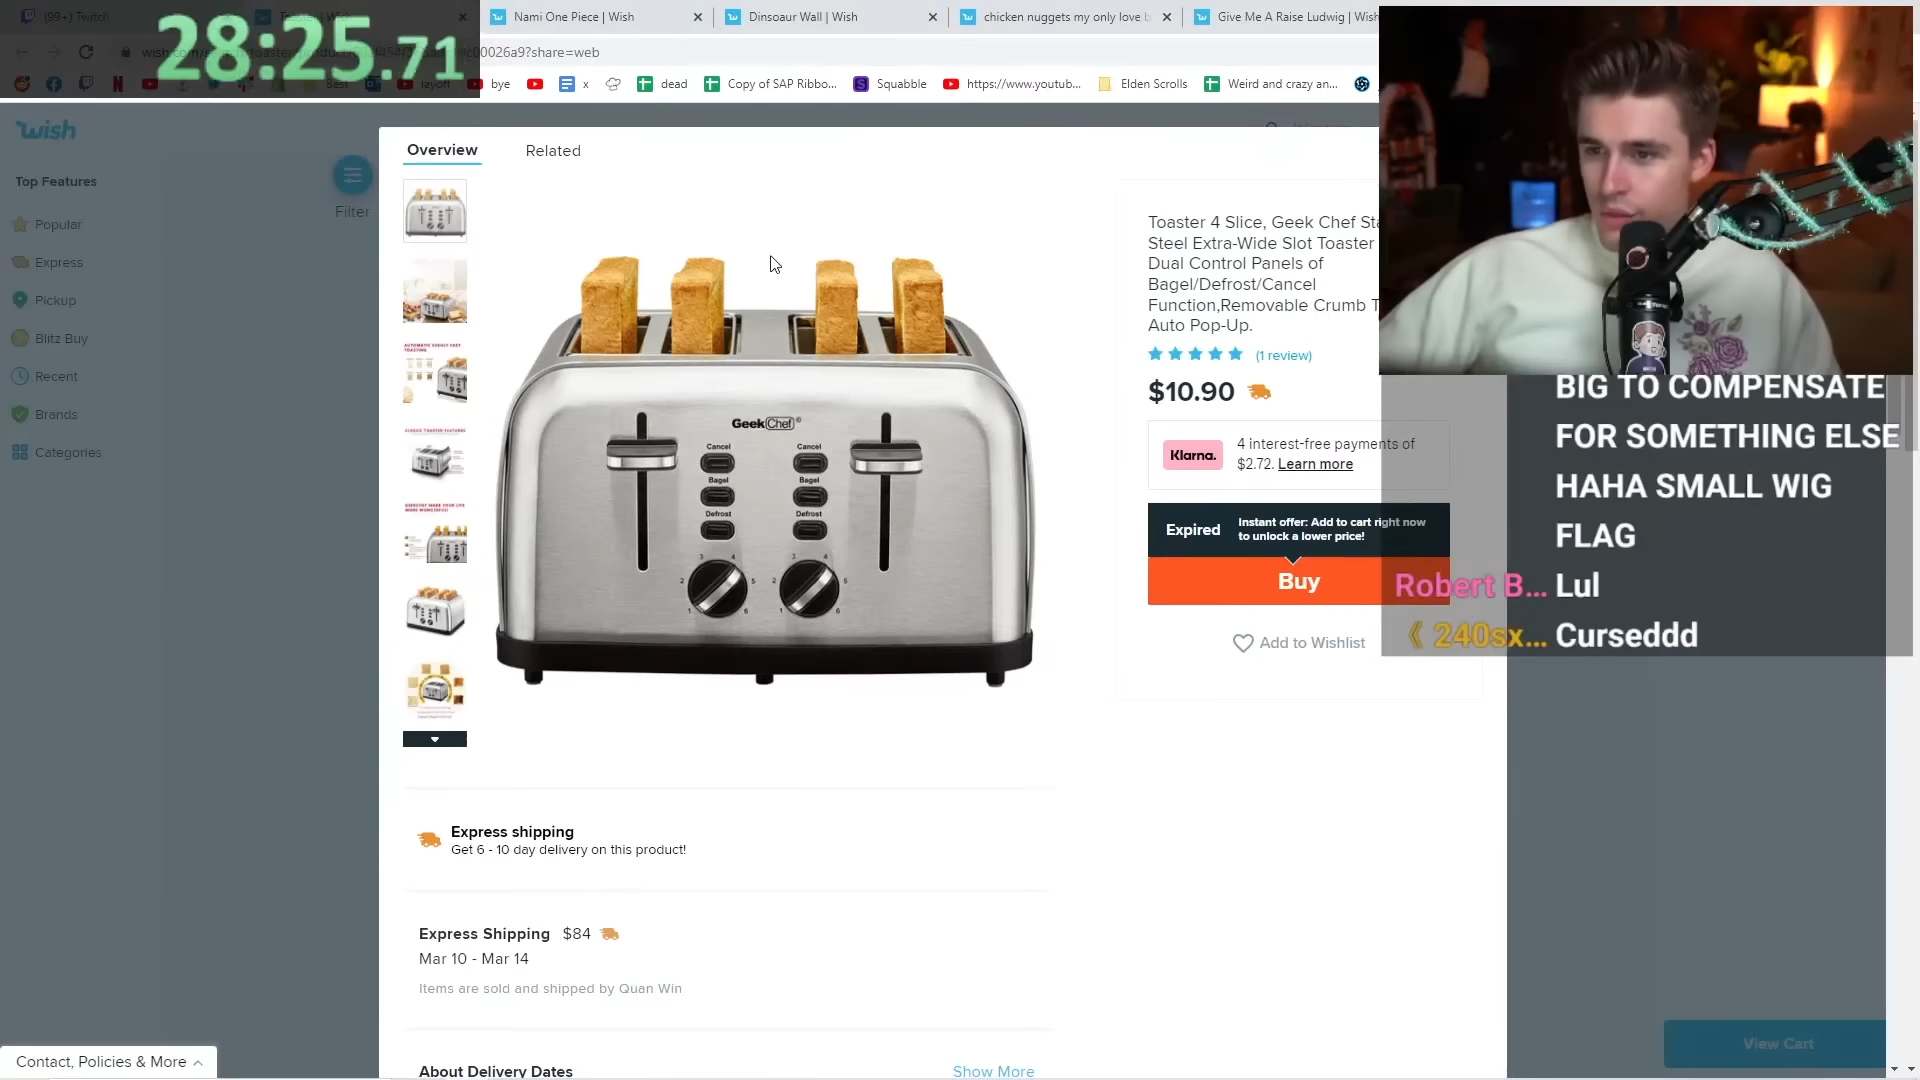 (99+) Twitch
Nami One Piece | Wish
Dinsoaur Wall | Wish
chicken nuggets my only love b
Give Me A Raise Ludwig | Wish
28:25.71
c00026a9?share=web
bye
x
dead
Copy of SAP Ribbo...
Squabble
https://www.youtub...
Elden Scrolls
Weird and crazy an...
wish
Top Features
Popular
Express
Pickup
Blitz Buy
Recent
Brands
Categories
Filter
Overview
Related
GeekChef®
Cancel
Cancel
Bagel
Bagel
Defrost
Defrost
Toaster 4 Slice, Geek Chef Sta
Steel Extra-Wide Slot Toaster
Dual Control Panels of
Bagel/Defrost/Cancel
Function,Removable Crumb T
Auto Pop-Up.
(1 review)
$10.90
Klarna.
4 interest-free payments of
$2.72. Learn more
Expired
Instant offer: Add to cart right now
to unlock a lower price!
Buy
Add to Wishlist
BIG TO COMPENSATE
FOR SOMETHING ELSE
HAHA SMALL WIG
FLAG
Robert B... Lul
《 240sx... Curseddd
Express shipping
Get 6 - 10 day delivery on this product!
Express Shipping $84
Mar 10 - Mar 14
Items are sold and shipped by Quan Win
About Delivery Dates
Show More
Contact, Policies & More
View Cart